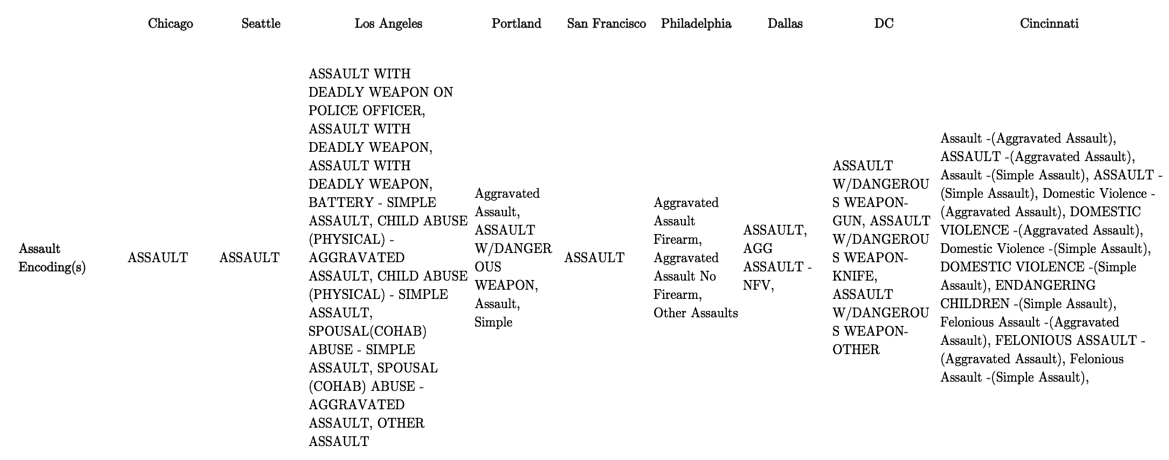 Chicago Seattle Los Angeles Portland San Francisco Philadelphia Dallas DC Cincinnati
Assault
Encoding(s)
ASSAULT
ASSAULT
ASSAULT WITH
DEADLY WEAPON ON
POLICE OFFICER,
ASSAULT WITH
DEADLY WEAPON,
ASSAULT WITH
DEADLY WEAPON,
BATTERY - SIMPLE
ASSAULT, CHILD ABUSE
(PHYSICAL) -
AGGRAVATED
ASSAULT, CHILD ABUSE
(PHYSICAL) - SIMPLE
ASSAULT,
SPOUSAL(COHAB)
ABUSE - SIMPLE
ASSAULT, SPOUSAL
(COHAB) ABUSE -
AGGRAVATED
ASSAULT, OTHER
ASSAULT
Aggravated
Assault,
ASSAULT
W/DANGER
OUS
WEAPON,
Assault,
Simple
ASSAULT
Aggravated
Assault
Firearm,
Aggravated
Assault No
Firearm,
Other Assaults
ASSAULT,
AGG
ASSAULT -
NFV,
ASSAULT
W/DANGEROU
S WEAPON-
GUN, ASSAULT
W/DANGEROU
S WEAPON-
KNIFE,
ASSAULT
W/DANGEROU
S WEAPON-
OTHER
Assault -(Aggravated Assault),
ASSAULT -(Aggravated Assault),
Assault -(Simple Assault), ASSAULT -
(Simple Assault), Domestic Violence -
(Aggravated Assault), DOMESTIC
VIOLENCE -(Aggravated Assault),
Domestic Violence -(Simple Assault),
DOMESTIC VIOLENCE -(Simple
Assault), ENDANGERING
CHILDREN -(Simple Assault),
Felonious Assault -(Aggravated
Assault), FELONIOUS ASSAULT -
(Aggravated Assault), Felonious
Assault -(Simple Assault),